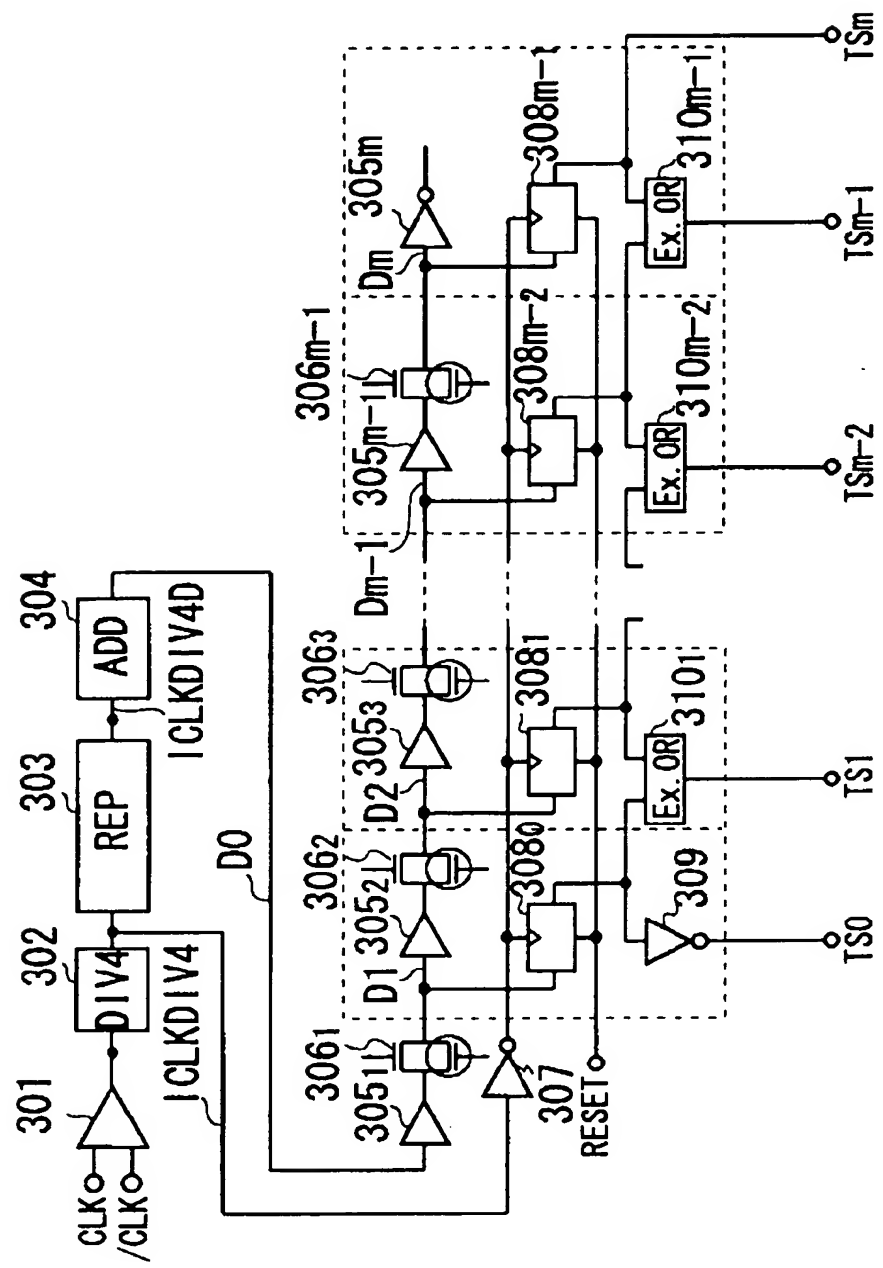 301
302
303
304
CLK
/CLK
DIV4
REP
ADD
ICLKDIV4
ICLKDIV4D
D0
3051
3061
D1
3052
3062
D2
3053
3063
Dm-1
305m-1
306m-1
Dm
305m
307
RESET
3080
3081
308m-2
308m-1
309
Ex. OR
3101
Ex. OR
310m-2
Ex. OR
310m-1
TS0
TS1
TSm-2
TSm-1
TSm